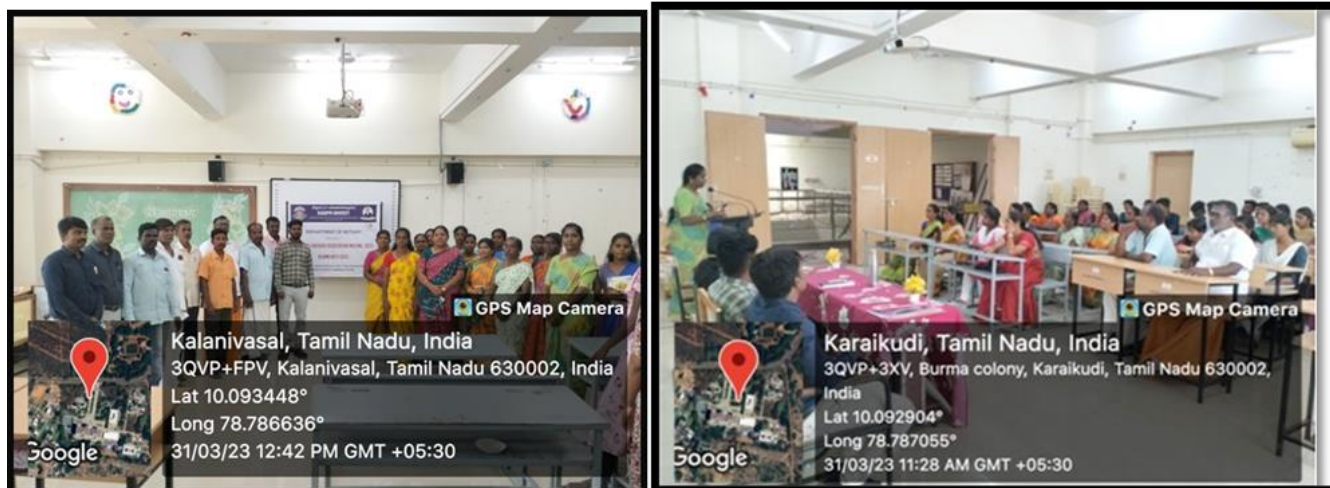 DEPARTMENT OF BOTANY
GPS Map Camera
Kalanivasal, Tamil Nadu, India
3QVP+FPV, Kalanivasal, Tamil Nadu 630002, India
Lat 10.093448°
Long 78.786636°
31/03/23 12:42 PM GMT +05:30
Google
GPS Map Camera
Karaikudi, Tamil Nadu, India
3QVP+3XV, Burma colony, Karaikudi, Tamil Nadu 630002,
India
Lat 10.092904°
Long 78.787055°
31/03/23 11:28 AM GMT +05:30
Google